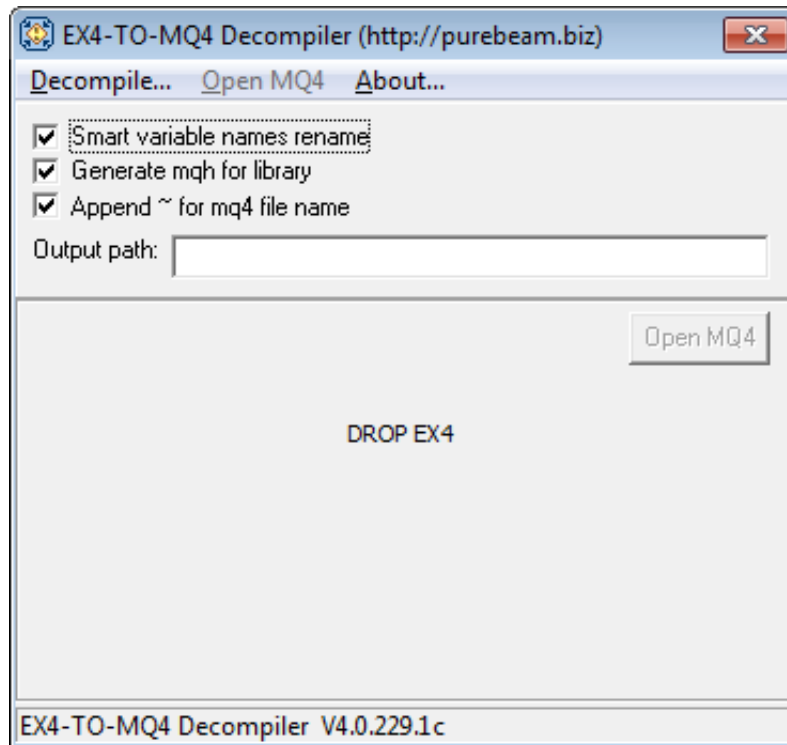 EX4-TO-MQ4 Decompiler (http://purebeam.biz)
Decompile... Open MQ4 About...
Smart variable names rename
Generate mqh for library
Append ~ for mq4 file name
Output path:
Open MQ4
DROP EX4
EX4-TO-MQ4 Decompiler V4.0.229.1c